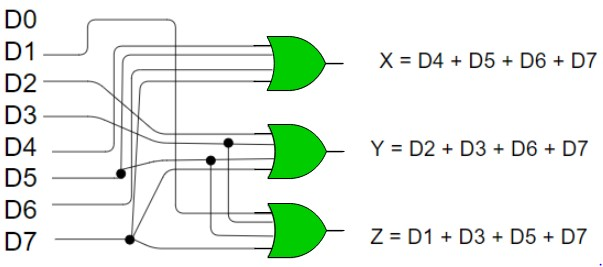 D0
D1
D2
D3
D4
D5
D6
D7
X = D4 + D5 + D6 + D7
Y = D2 + D3 + D6 + D7
Z = D1 + D3 + D5 + D7